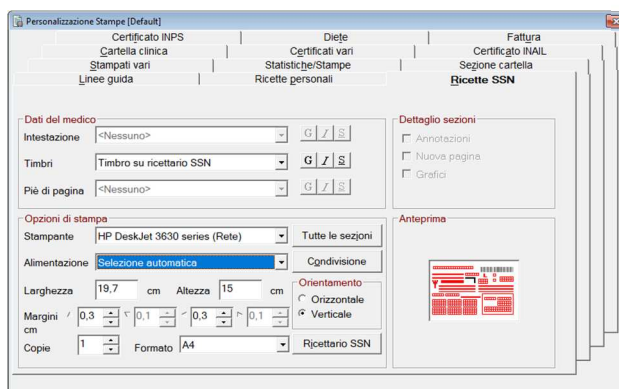 Personalizzazione Stampe [Default]
Certificato INPS Diete Fattura
Cartella clinica Certificati vari Certificato INAIL
Stampati vari Statistiche/Stampe Sezione cartella
Linee guida Ricette personali Ricette SSN
Dati del medico
Intestazione <Nessuno> G I S
Timbri Timbro su ricettario SSN G I S
Piè di pagina <Nessuno> G I S
Dettaglio sezioni
Annotazioni
Nuova pagina
Grafici
Opzioni di stampa
Stampante HP DeskJet 3630 series (Rete) Tutte le sezioni
Alimentazione Selezione automatica Condivisione
Larghezza 19,7 cm Altezza 15 cm
Orientamento
Orizzontale
Verticale
Margini 0,3 0,1 0,3 0,1
cm
Copie 1 Formato A4 Ricettario SSN
Anteprima